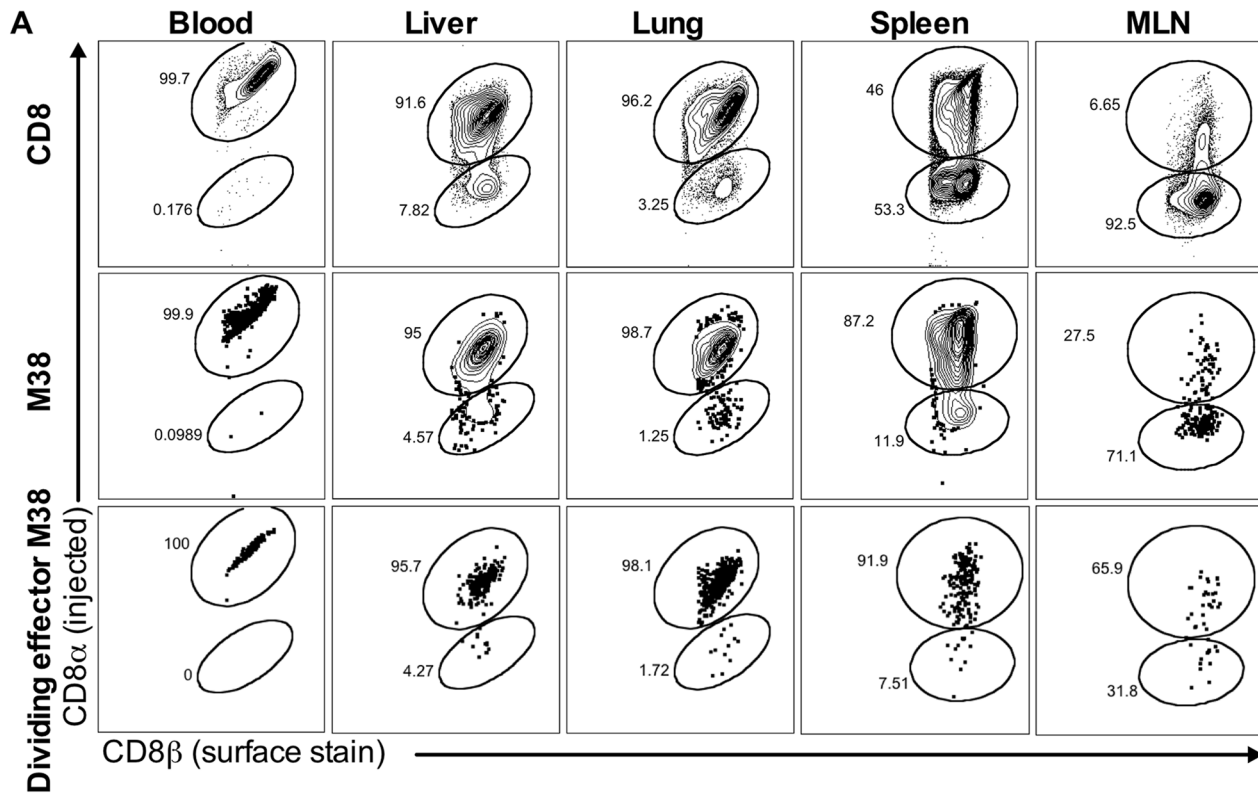 A
Blood Liver Lung Spleen MLN
CD8
99.7 91.6 96.2 46 6.65
0.176 7.82 3.25 53.3 92.5
M38
99.9 95 98.7 87.2 27.5
0.0989 4.57 1.25 11.9 71.1
Dividing effector M38
100 95.7 98.1 91.9 65.9
0 4.27 1.72 7.51 31.8
CD8α (injected)
CD8β (surface stain)